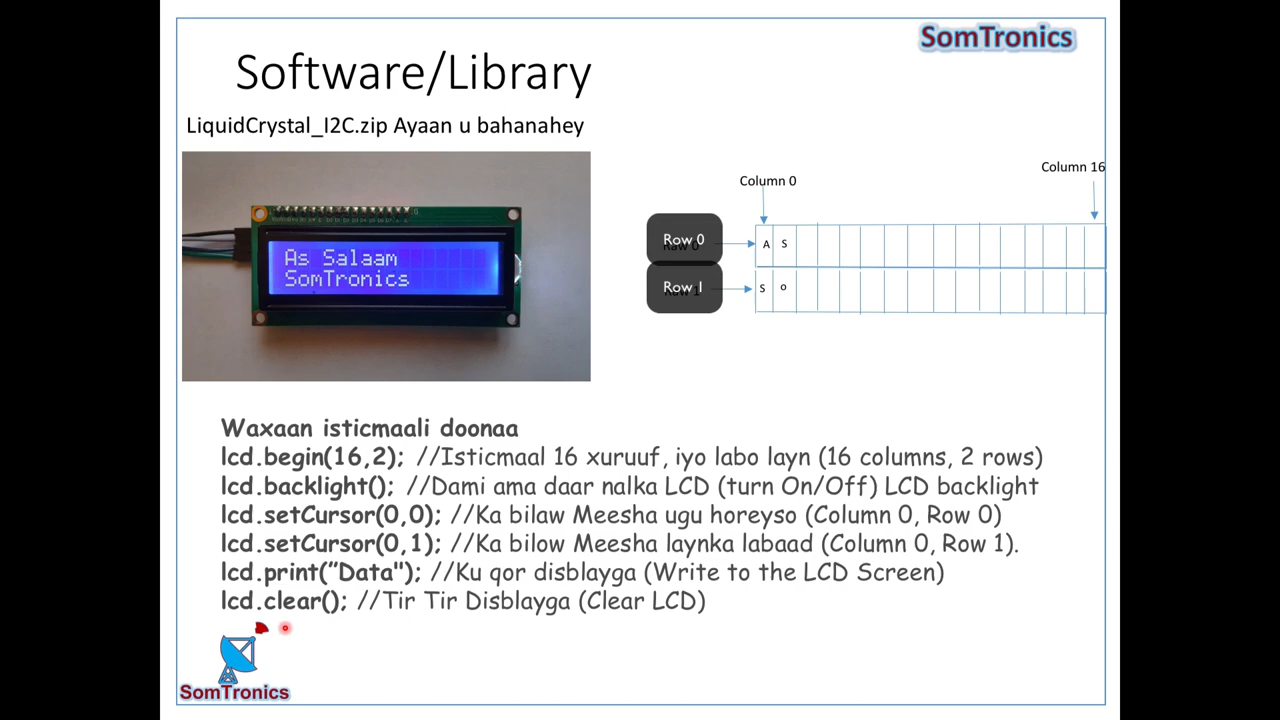 SomTronics
Software/Library
LiquidCrystal_I2C.zip Ayaan u bahanahey
As Salaam
SomTronics
Column 0
Column 16
Row 0
A S
Row 1
S o
Waxaan isticmaali doonaa
lcd.begin(16,2); //Isticmaal 16 xuruuf, iyo labo layn (16 columns, 2 rows)
lcd.backlight(); //Dami ama daar nalka LCD (turn On/Off) LCD backlight
lcd.setCursor(0,0); //Ka bilaw Meesha ugu horeyso (Column 0, Row 0)
lcd.setCursor(0,1); //Ka bilow Meesha laynka labaad (Column 0, Row 1).
lcd.print(”Data"); //Ku qor disblayga (Write to the LCD Screen)
lcd.clear(); //Tir Tir Disblayga (Clear LCD)
SomTronics